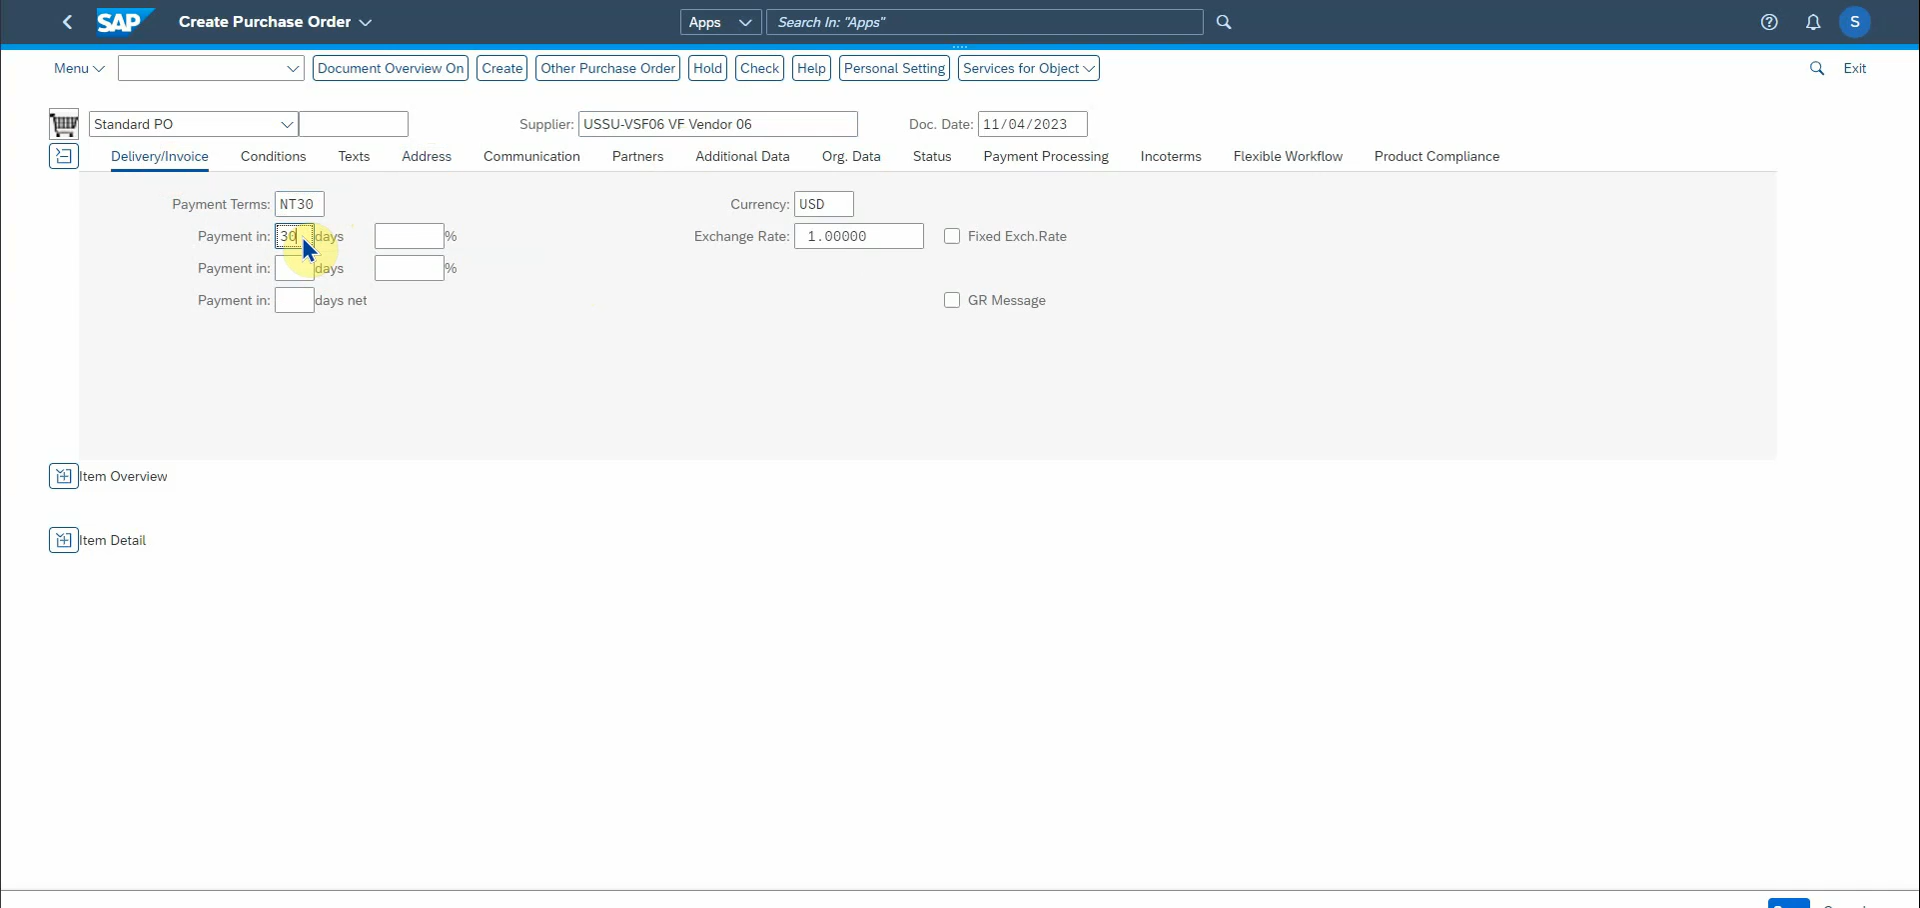 SAP Create Purchase Order Apps Search In: "Apps" S
Menu Document Overview On Create Other Purchase Order Hold Check Help Personal Setting Services for Object Exit
Standard PO Supplier: USSU-VSF06 VF Vendor 06 Doc. Date: 11/04/2023
Delivery/Invoice Conditions Texts Address Communication Partners Additional Data Org. Data Status Payment Processing Incoterms Flexible Workflow Product Compliance
Payment Terms: NT30 Currency: USD
Payment in: 30 days % Exchange Rate: 1.00000 Fixed Exch.Rate
Payment in: days %
Payment in: days net GR Message
Item Overview
Item Detail